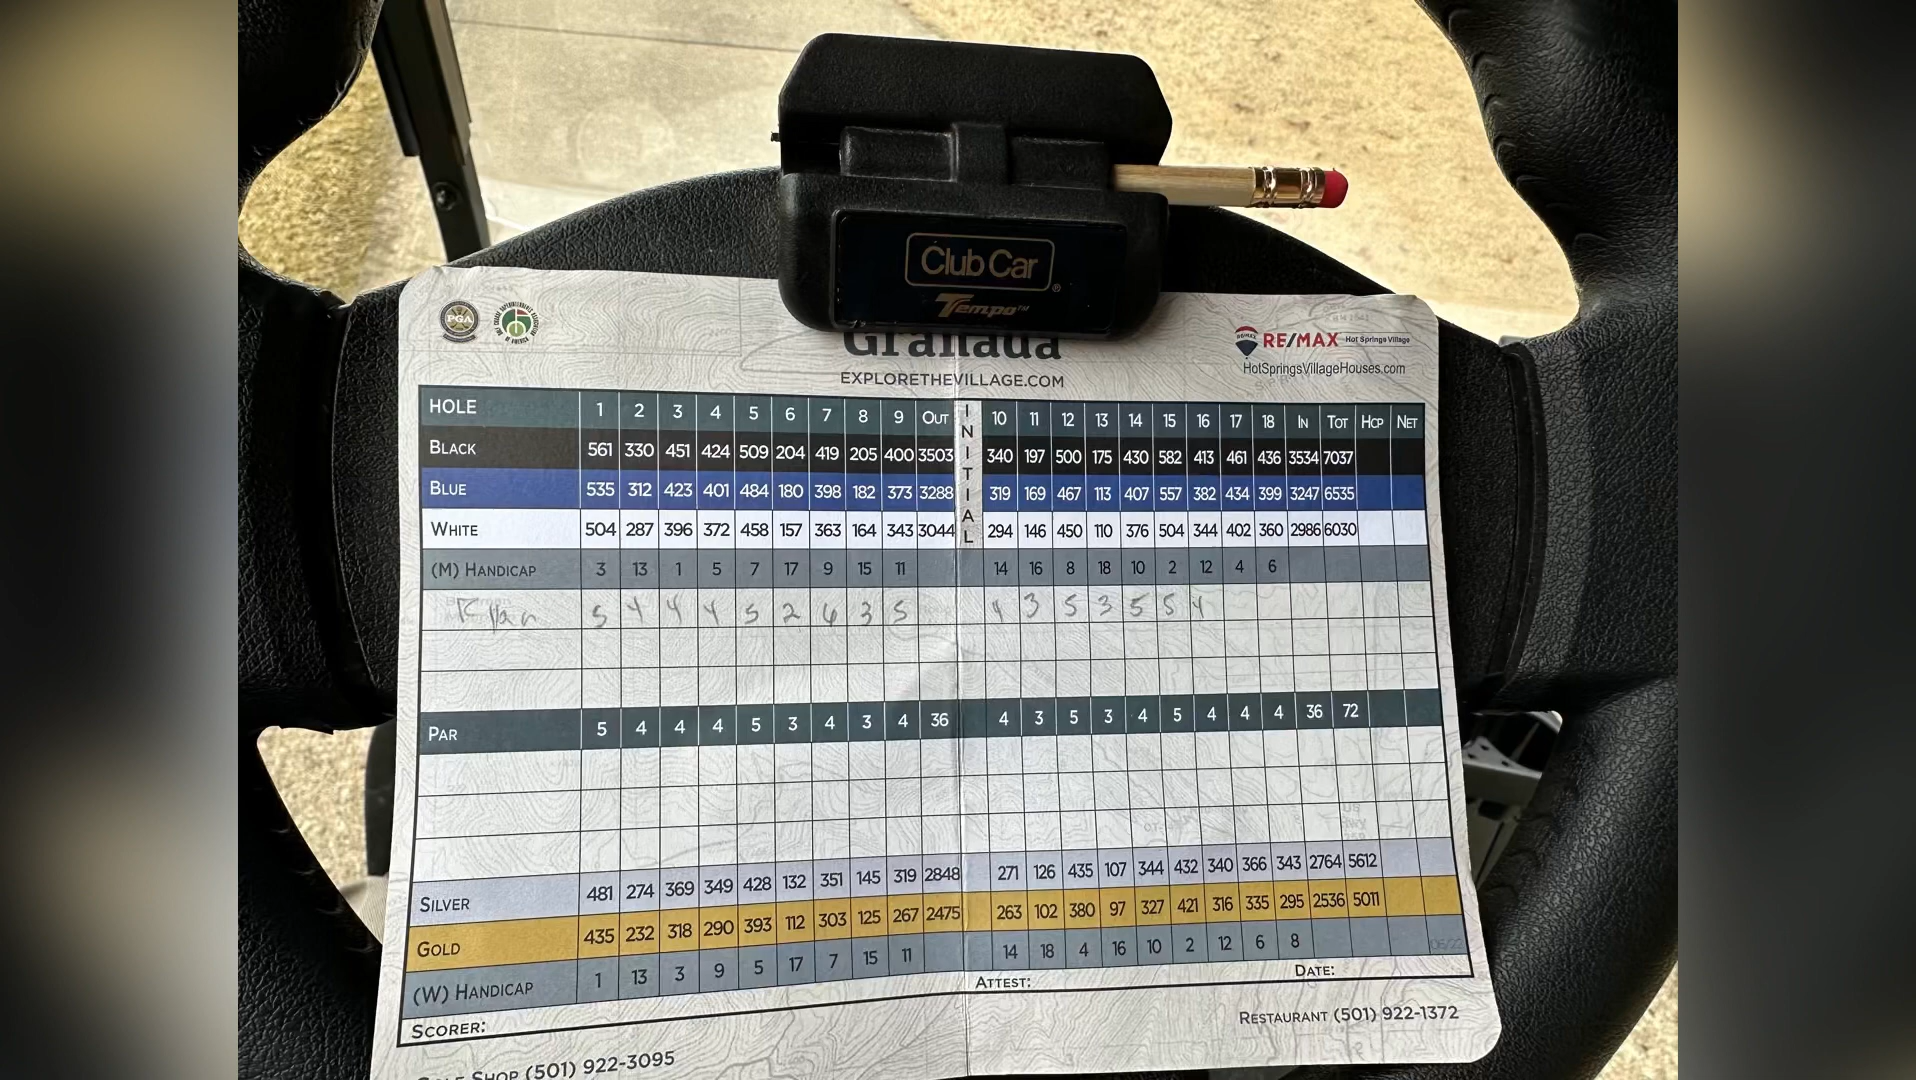 Club Car®
Tempo™
PGA
Granada
EXPLORETHEVILLAGE.COM
RE/MAX Hot Springs Village
HotSpringsVillageHouses.com
HOLE 1 2 3 4 5 6 7 8 9 OUT INITIAL 10 11 12 13 14 15 16 17 18 IN TOT HCP NET
BLACK 561 330 451 424 509 204 419 205 400 3503 340 197 500 175 430 582 413 461 436 3534 7037
BLUE 535 312 423 401 484 180 398 182 373 3288 319 169 467 113 407 557 382 434 399 3247 6535
WHITE 504 287 396 372 458 157 363 164 343 3044 294 146 450 110 376 504 344 402 360 2986 6030
(M) HANDICAP 3 13 1 5 7 17 9 15 11 14 16 8 18 10 2 12 4 6
Ryan 5 4 4 4 5 2 6 3 5 4 3 5 3 5 5 4
PAR 5 4 4 4 5 3 4 3 4 36 4 3 5 3 4 5 4 4 4 36 72
SILVER 481 274 369 349 428 132 351 145 319 2848 271 126 435 107 344 432 340 366 343 2764 5612
GOLD 435 232 318 290 393 112 303 125 267 2475 263 102 380 97 327 421 316 335 295 2536 5011
(W) HANDICAP 1 13 3 9 5 17 7 15 11 14 18 4 16 10 2 12 6 8
SCORER: ATTEST: DATE:
GOLF SHOP (501) 922-3095 RESTAURANT (501) 922-1372